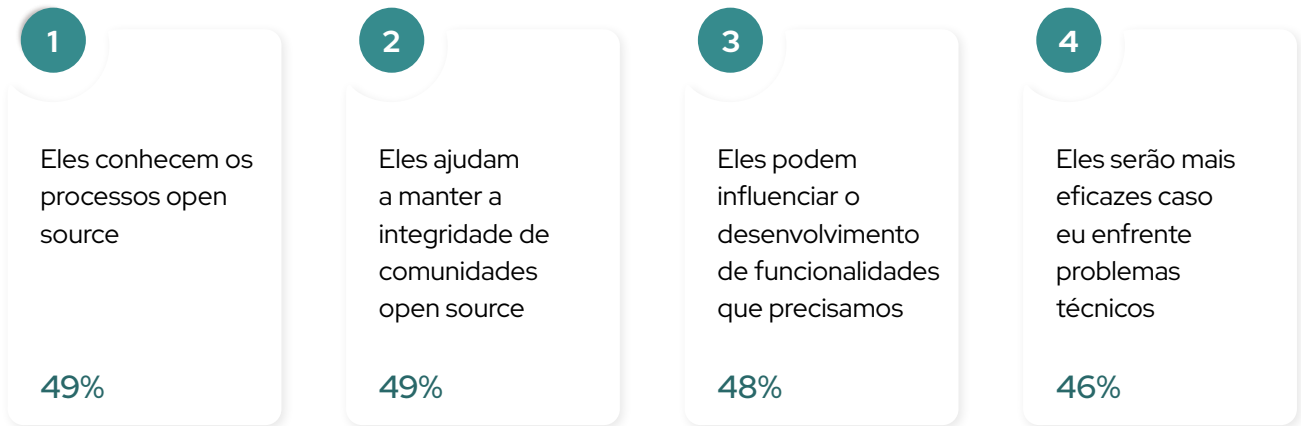 1
Eles conhecem os
processos open
source
49%
2
Eles ajudam
a manter a
integridade de
comunidades
open source
49%
3
Eles podem
influenciar o
desenvolvimento
de funcionalidades
que precisamos
48%
4
Eles serão mais
eficazes caso
eu enfrente
problemas
técnicos
46%